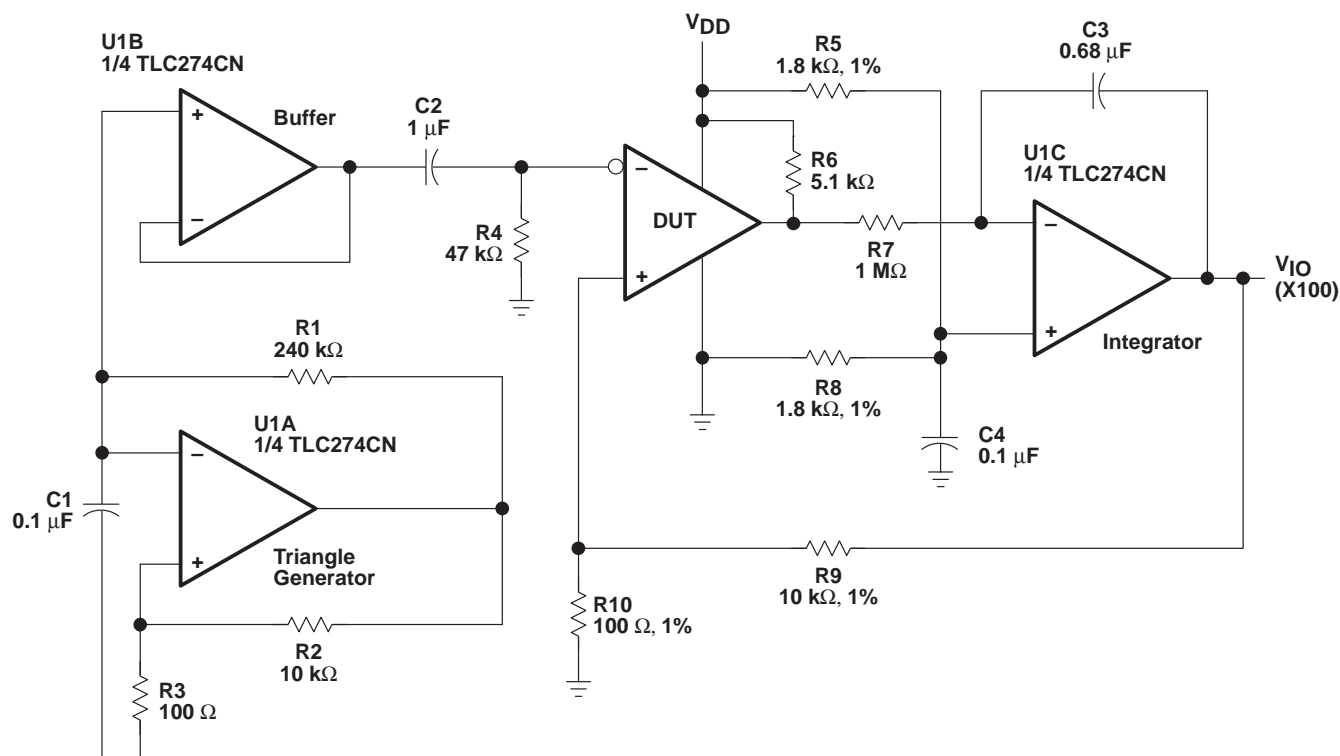 U1B
1/4 TLC274CN
Buffer
+
−
C2
1 μF
R4
47 kΩ
VDD
R5
1.8 kΩ, 1%
R6
5.1 kΩ
−
DUT
+
R7
1 MΩ
C3
0.68 μF
U1C
1/4 TLC274CN
−
+
Integrator
VIO
(X100)
R8
1.8 kΩ, 1%
C4
0.1 μF
R1
240 kΩ
U1A
1/4 TLC274CN
−
+
Triangle
Generator
C1
0.1 μF
R2
10 kΩ
R3
100 Ω
R9
10 kΩ, 1%
R10
100 Ω, 1%